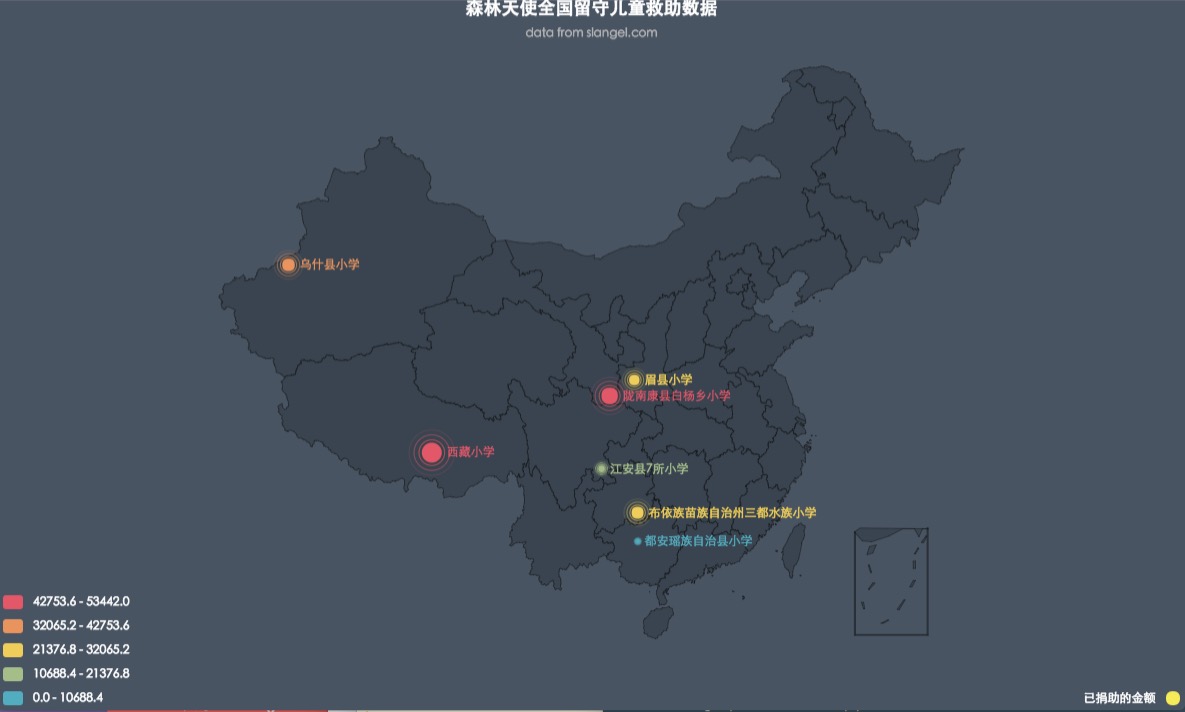 森林天使全国留守儿童救助数据
data from slangel.com
乌什县小学
眉县小学
陇南康县白杨乡小学
西藏小学
江安县7所小学
布依族苗族自治州三都水族小学
都安瑶族自治县小学
42753.6 - 53442.0
32065.2 - 42753.6
21376.8 - 32065.2
10688.4 - 21376.8
0.0 - 10688.4
已捐助的金额